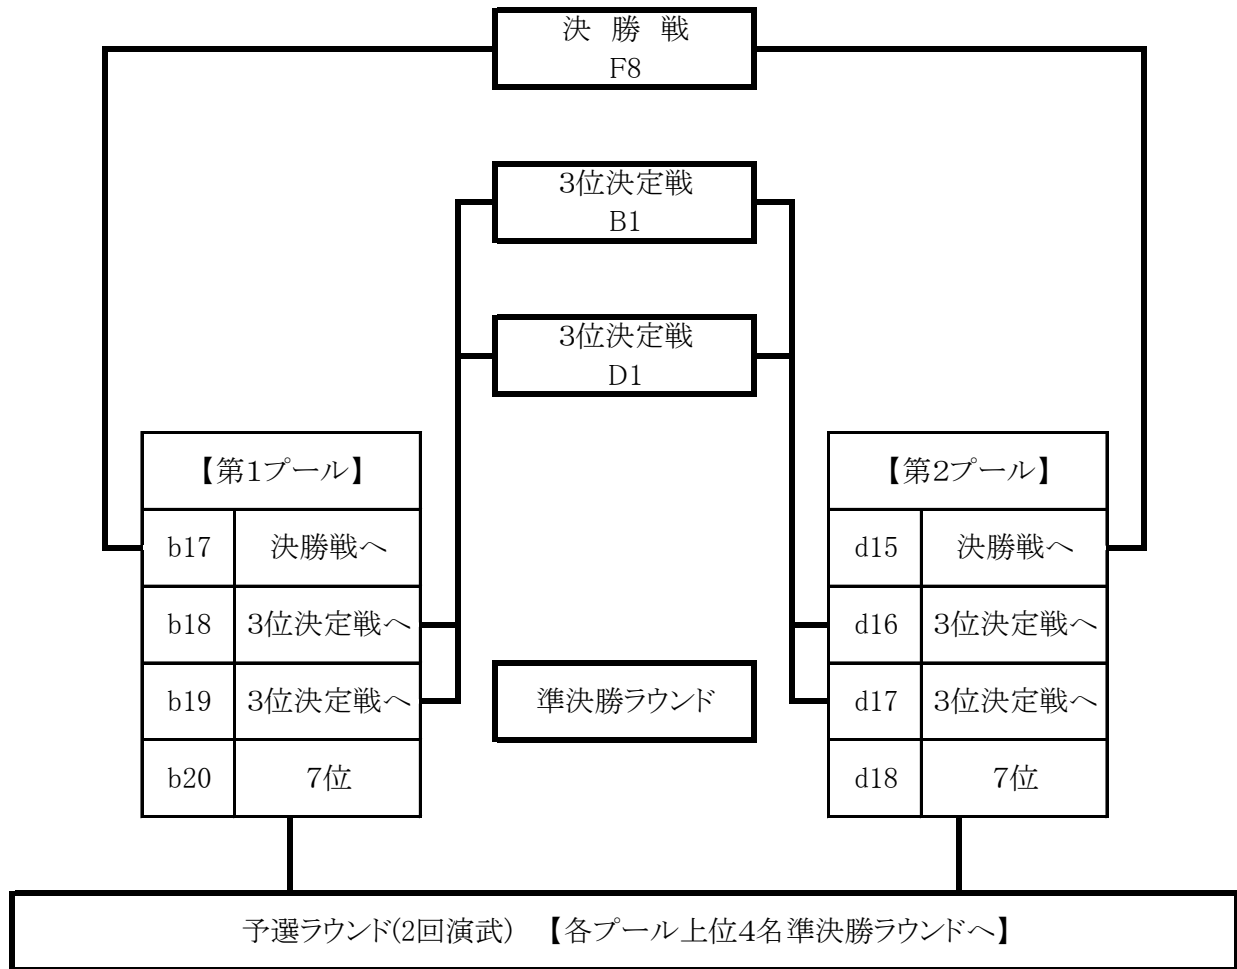 決 勝 戦
F8
3位決定戦
B1
3位決定戦
D1
【第1プール】
b17 決勝戦へ
b18 3位決定戦へ
b19 3位決定戦へ
b20 7位
準決勝ラウンド
【第2プール】
d15 決勝戦へ
d16 3位決定戦へ
d17 3位決定戦へ
d18 7位
予選ラウンド(2回演武) 【各プール上位4名準決勝ラウンドへ】